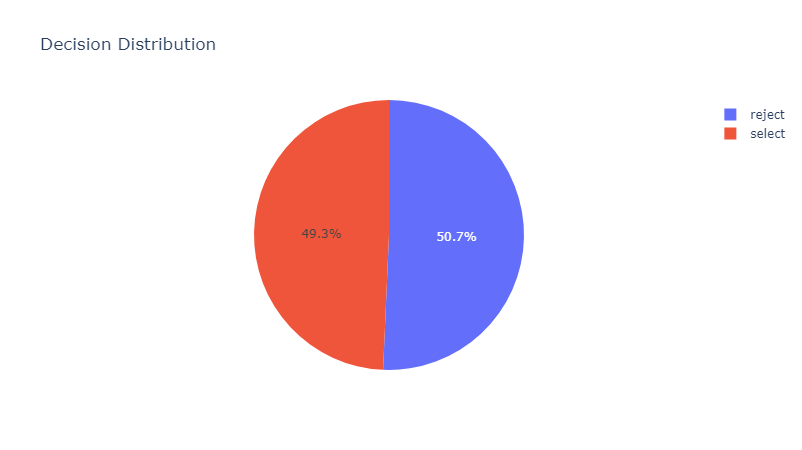 Decision Distribution
reject
select
49.3%
50.7%